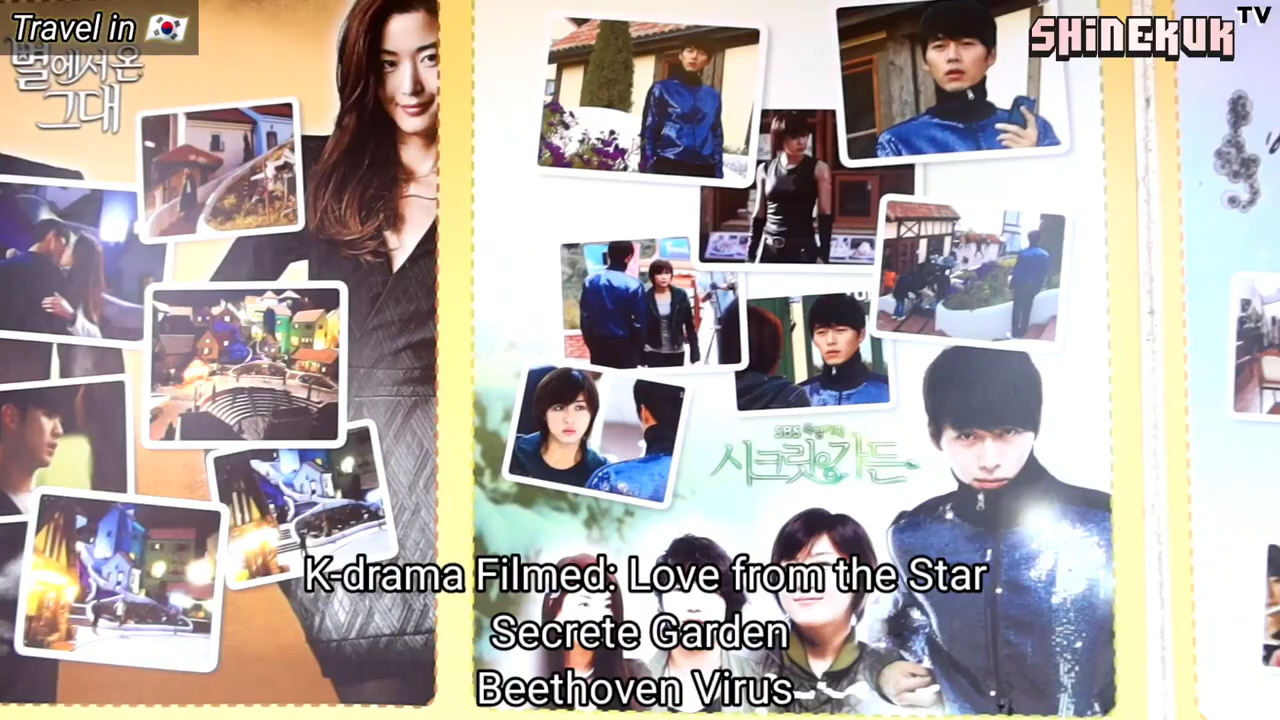 Travel in
SHiNEKUK TV
별에서 온
그대
SBS
시크릿가든
K-drama Filmed: Love from the Star
Secrete Garden
Beethoven Virus